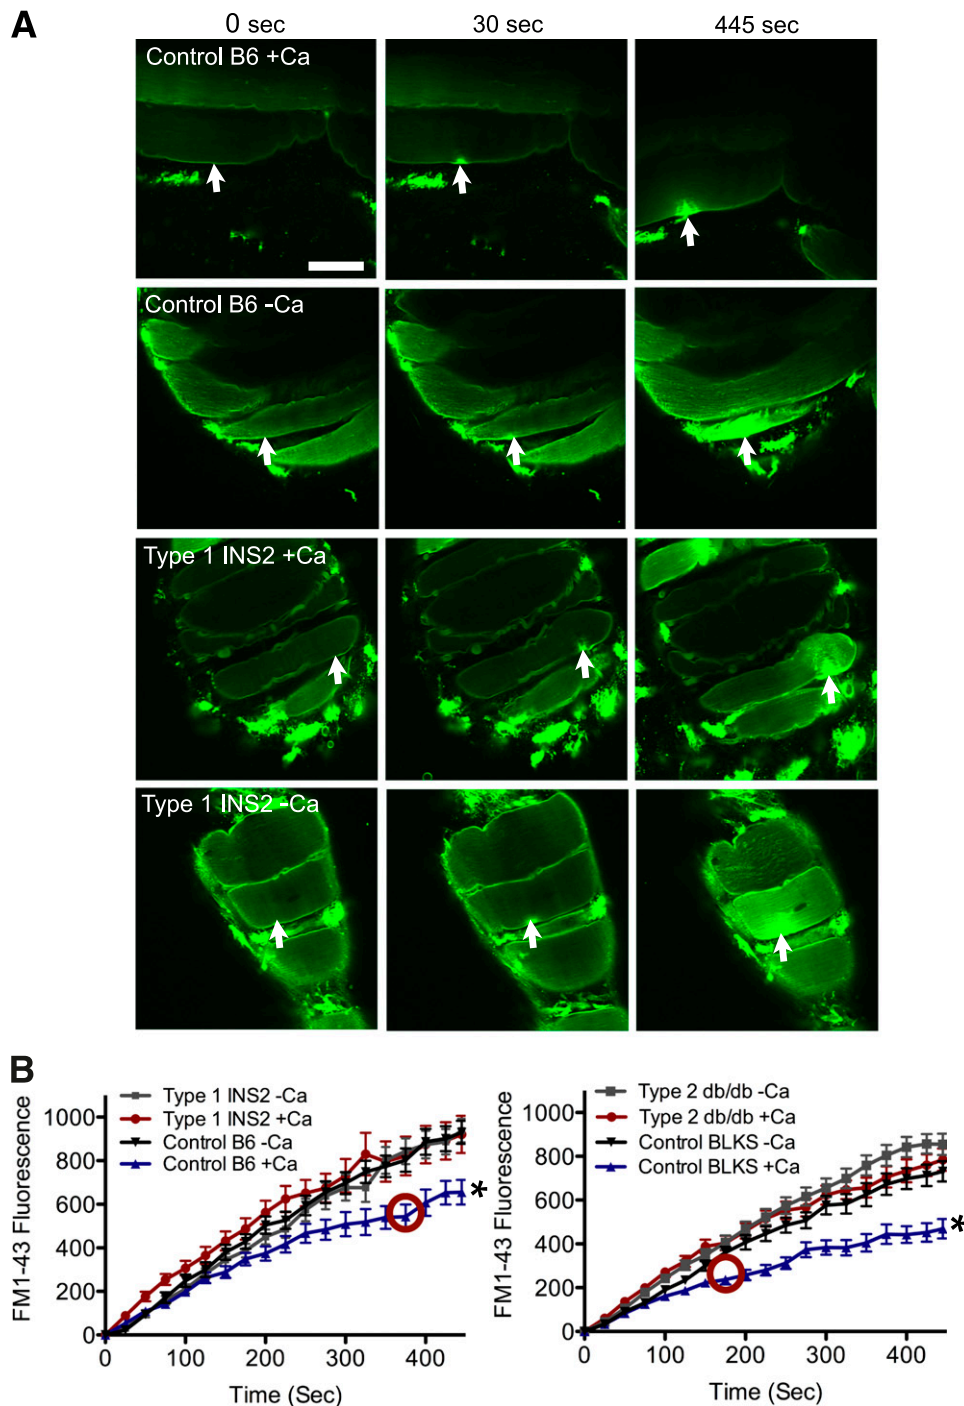 A
0 sec 30 sec 445 sec
Control B6 +Ca
Control B6 -Ca
Type 1 INS2 +Ca
Type 1 INS2 -Ca
B
Type 1 INS2 -Ca
Type 1 INS2 +Ca
Control B6 -Ca
Control B6 +Ca
FM1-43 Fluorescence
1000
800
600
400
200
0
*
0 100 200 300 400
Time (Sec)
Type 2 db/db -Ca
Type 2 db/db +Ca
Control BLKS -Ca
Control BLKS +Ca
FM1-43 Fluorescence
1000
800
600
400
200
0
*
0 100 200 300 400
Time (Sec)